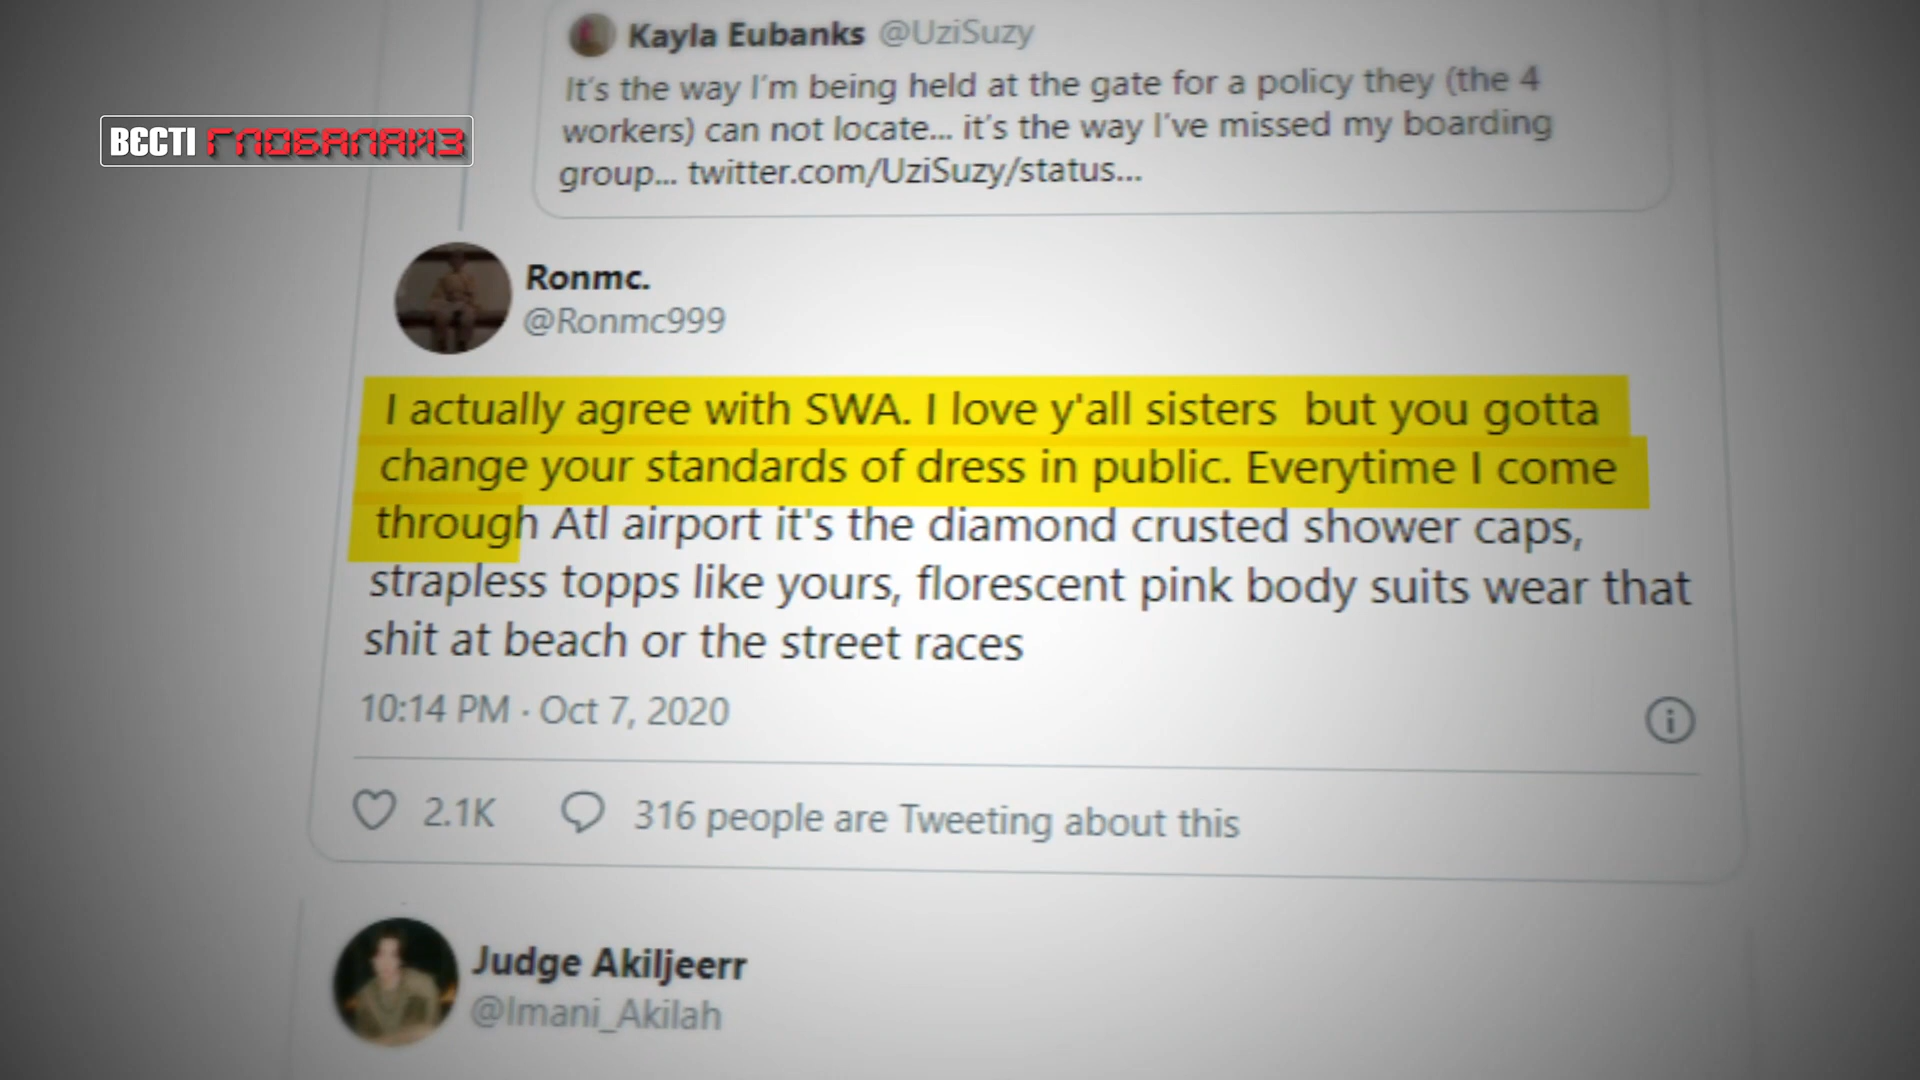 Kayla Eubanks @UziSuzy
It's the way I'm being held at the gate for a policy they (the 4
workers) can not locate... it's the way I've missed my boarding
group... twitter.com/UziSuzy/status...
ВЄСТІ ГЛОБАЛАЙЗ
Ronmc.
@Ronmc999
I actually agree with SWA. I love y'all sisters but you gotta
change your standards of dress in public. Everytime I come
through Atl airport it's the diamond crusted shower caps,
strapless topps like yours, florescent pink body suits wear that
shit at beach or the street races
10:14 PM · Oct 7, 2020
2.1K 316 people are Tweeting about this
Judge Akiljeerr
@Imani_Akilah